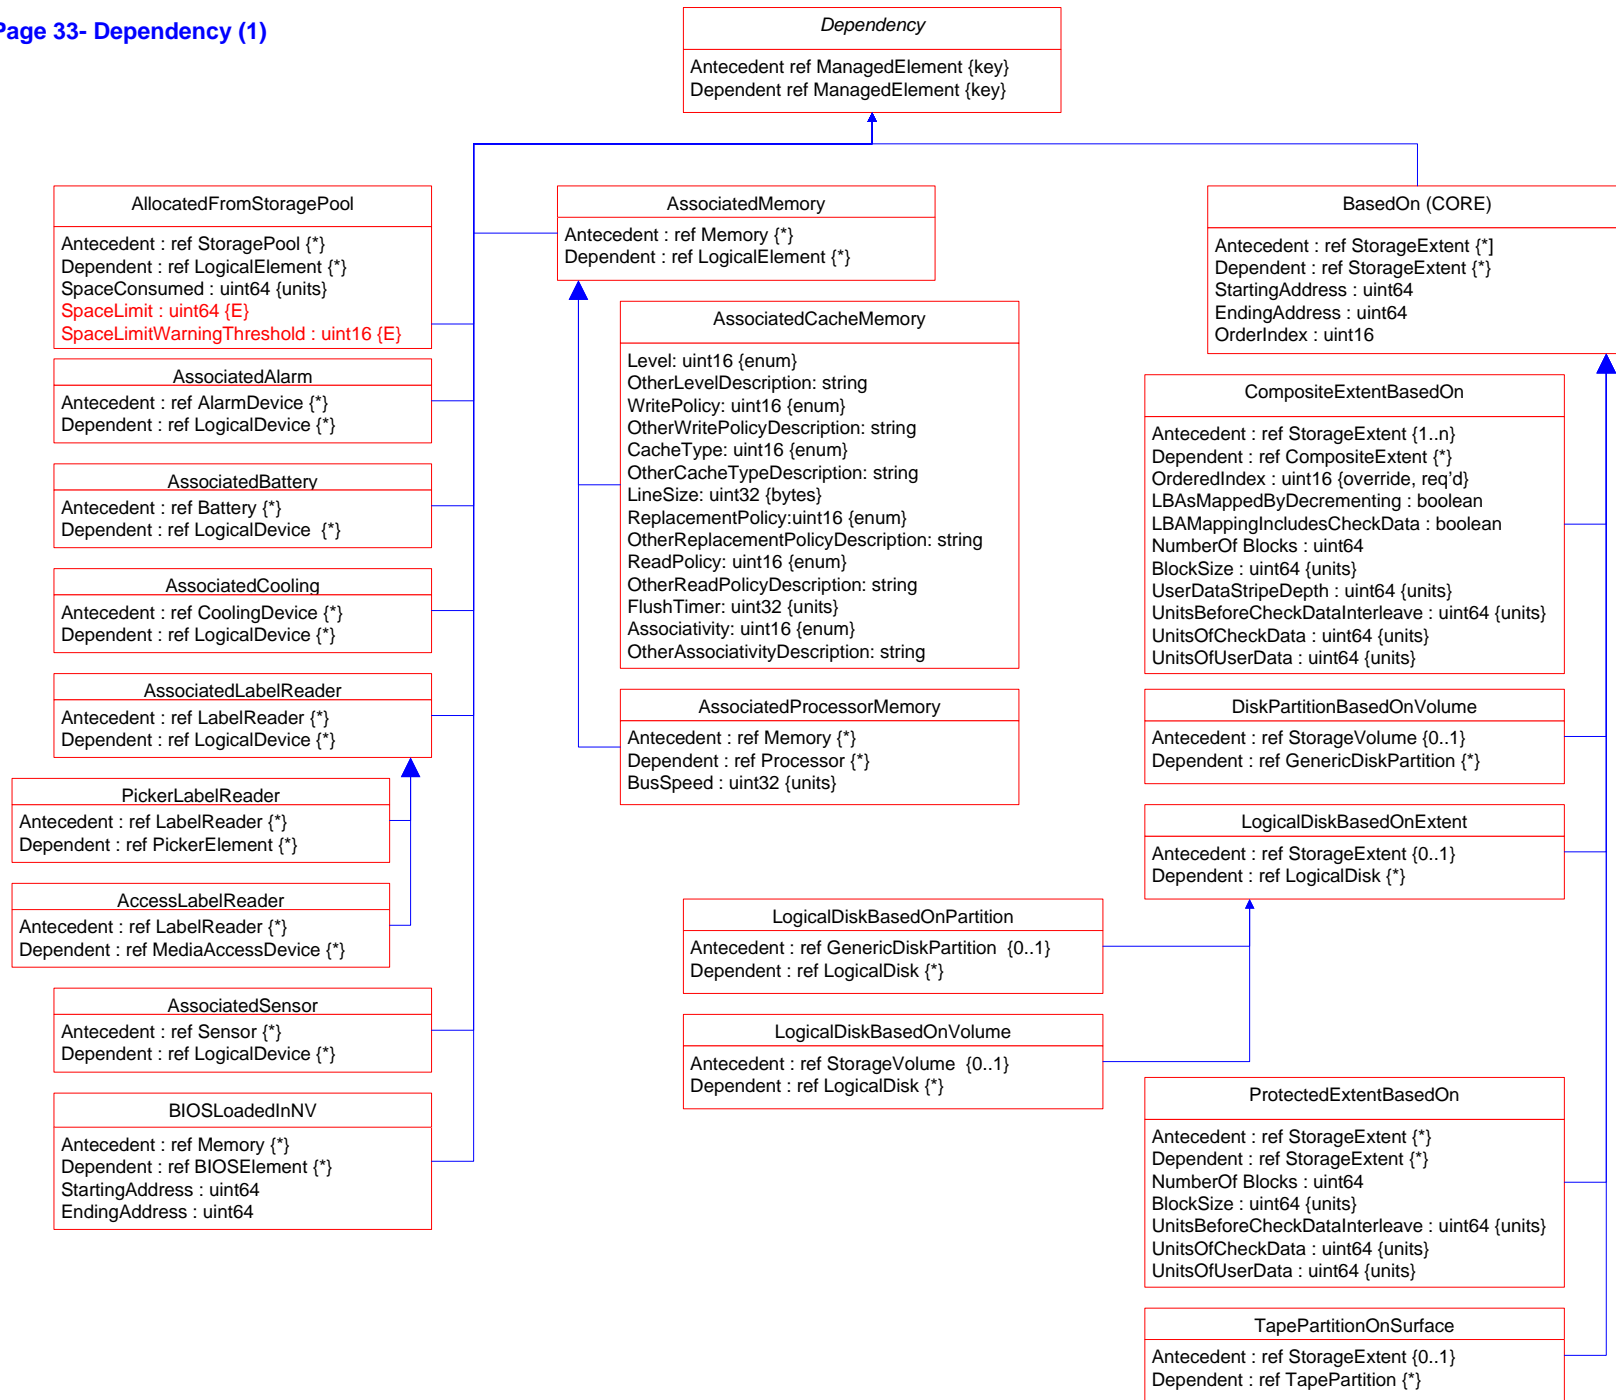 Page 33- Dependency (1)
Dependency
Antecedent ref ManagedElement {key}
Dependent ref ManagedElement {key}
AllocatedFromStoragePool
Antecedent : ref StoragePool {*}
Dependent : ref LogicalElement {*}
SpaceConsumed : uint64 {units}
SpaceLimit : uint64 {E}
SpaceLimitWarningThreshold : uint16 {E}
AssociatedAlarm
Antecedent : ref AlarmDevice {*}
Dependent : ref LogicalDevice {*}
AssociatedBattery
Antecedent : ref Battery {*}
Dependent : ref LogicalDevice  {*}
AssociatedCooling
Antecedent : ref CoolingDevice {*}
Dependent : ref LogicalDevice {*}
AssociatedLabelReader
Antecedent : ref LabelReader {*}
Dependent : ref LogicalDevice {*}
PickerLabelReader
Antecedent : ref LabelReader {*}
Dependent : ref PickerElement {*}
AccessLabelReader
Antecedent : ref LabelReader {*}
Dependent : ref MediaAccessDevice {*}
AssociatedSensor
Antecedent : ref Sensor {*}
Dependent : ref LogicalDevice {*}
BIOSLoadedInNV
Antecedent : ref Memory {*}
Dependent : ref BIOSElement {*}
StartingAddress : uint64
EndingAddress : uint64
AssociatedMemory
Antecedent : ref Memory {*}
Dependent : ref LogicalElement {*}
AssociatedCacheMemory
Level: uint16 {enum}
OtherLevelDescription: string
WritePolicy: uint16 {enum}
OtherWritePolicyDescription: string
CacheType: uint16 {enum}
OtherCacheTypeDescription: string
LineSize: uint32 {bytes}
ReplacementPolicy:uint16 {enum}
OtherReplacementPolicyDescription: string
ReadPolicy: uint16 {enum}
OtherReadPolicyDescription: string
FlushTimer: uint32 {units}
Associativity: uint16 {enum}
OtherAssociativityDescription: string
AssociatedProcessorMemory
Antecedent : ref Memory {*}
Dependent : ref Processor {*}
BusSpeed : uint32 {units}
LogicalDiskBasedOnPartition
Antecedent : ref GenericDiskPartition  {0..1}
Dependent : ref LogicalDisk {*}
LogicalDiskBasedOnVolume
Antecedent : ref StorageVolume  {0..1}
Dependent : ref LogicalDisk {*}
BasedOn (CORE)
Antecedent : ref StorageExtent {*]
Dependent : ref StorageExtent {*}
StartingAddress : uint64
EndingAddress : uint64
OrderIndex : uint16
CompositeExtentBasedOn
Antecedent : ref StorageExtent {1..n}
Dependent : ref CompositeExtent {*}
OrderedIndex : uint16 {override, req’d}
LBAsMappedByDecrementing : boolean
LBAMappingIncludesCheckData : boolean
NumberOf Blocks : uint64
BlockSize : uint64 {units}
UserDataStripeDepth : uint64 {units}
UnitsBeforeCheckDataInterleave : uint64 {units}
UnitsOfCheckData : uint64 {units}
UnitsOfUserData : uint64 {units}
DiskPartitionBasedOnVolume
Antecedent : ref StorageVolume {0..1}
Dependent : ref GenericDiskPartition {*}
LogicalDiskBasedOnExtent
Antecedent : ref StorageExtent {0..1}
Dependent : ref LogicalDisk {*}
ProtectedExtentBasedOn
Antecedent : ref StorageExtent {*}
Dependent : ref StorageExtent {*}
NumberOf Blocks : uint64
BlockSize : uint64 {units}
UnitsBeforeCheckDataInterleave : uint64 {units}
UnitsOfCheckData : uint64 {units}
UnitsOfUserData : uint64 {units}
TapePartitionOnSurface
Antecedent : ref StorageExtent {0..1}
Dependent : ref TapePartition {*}